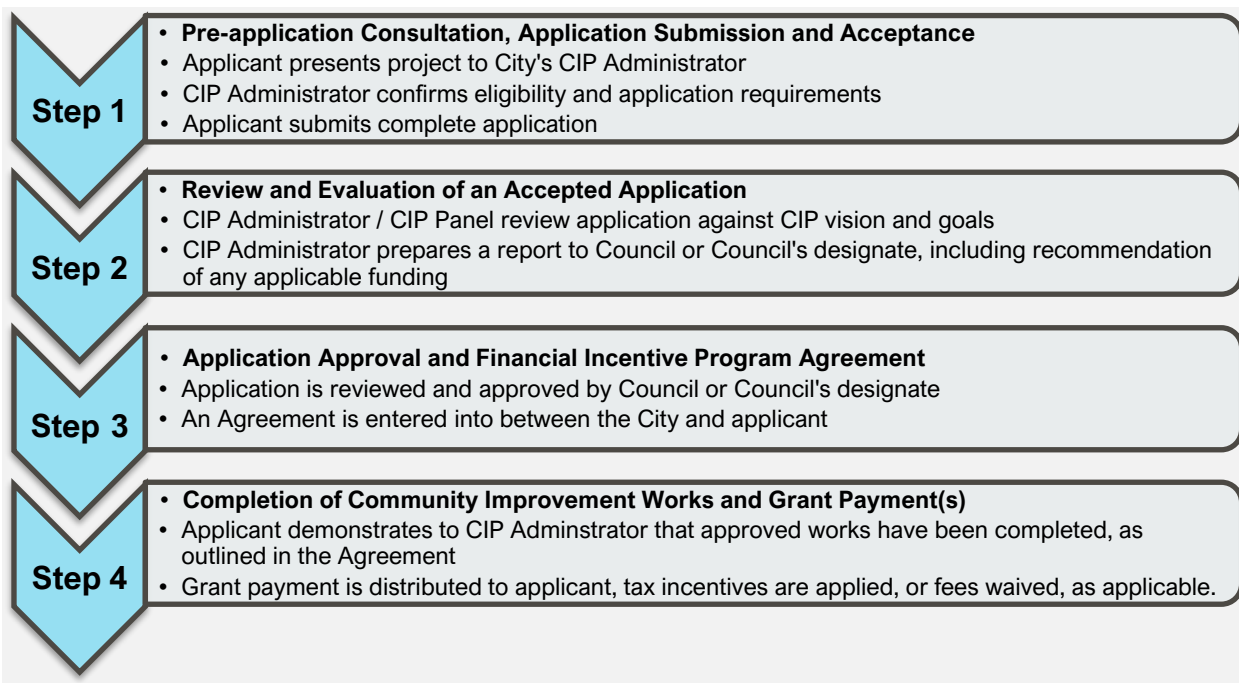 Step 1
• Pre-application Consultation, Application Submission and Acceptance
• Applicant presents project to City's CIP Administrator
• CIP Administrator confirms eligibility and application requirements
• Applicant submits complete application
Step 2
• Review and Evaluation of an Accepted Application
• CIP Administrator / CIP Panel review application against CIP vision and goals
• CIP Administrator prepares a report to Council or Council's designate, including recommendation
of any applicable funding
Step 3
• Application Approval and Financial Incentive Program Agreement
• Application is reviewed and approved by Council or Council's designate
• An Agreement is entered into between the City and applicant
Step 4
• Completion of Community Improvement Works and Grant Payment(s)
• Applicant demonstrates to CIP Adminstrator that approved works have been completed, as
outlined in the Agreement
• Grant payment is distributed to applicant, tax incentives are applied, or fees waived, as applicable.